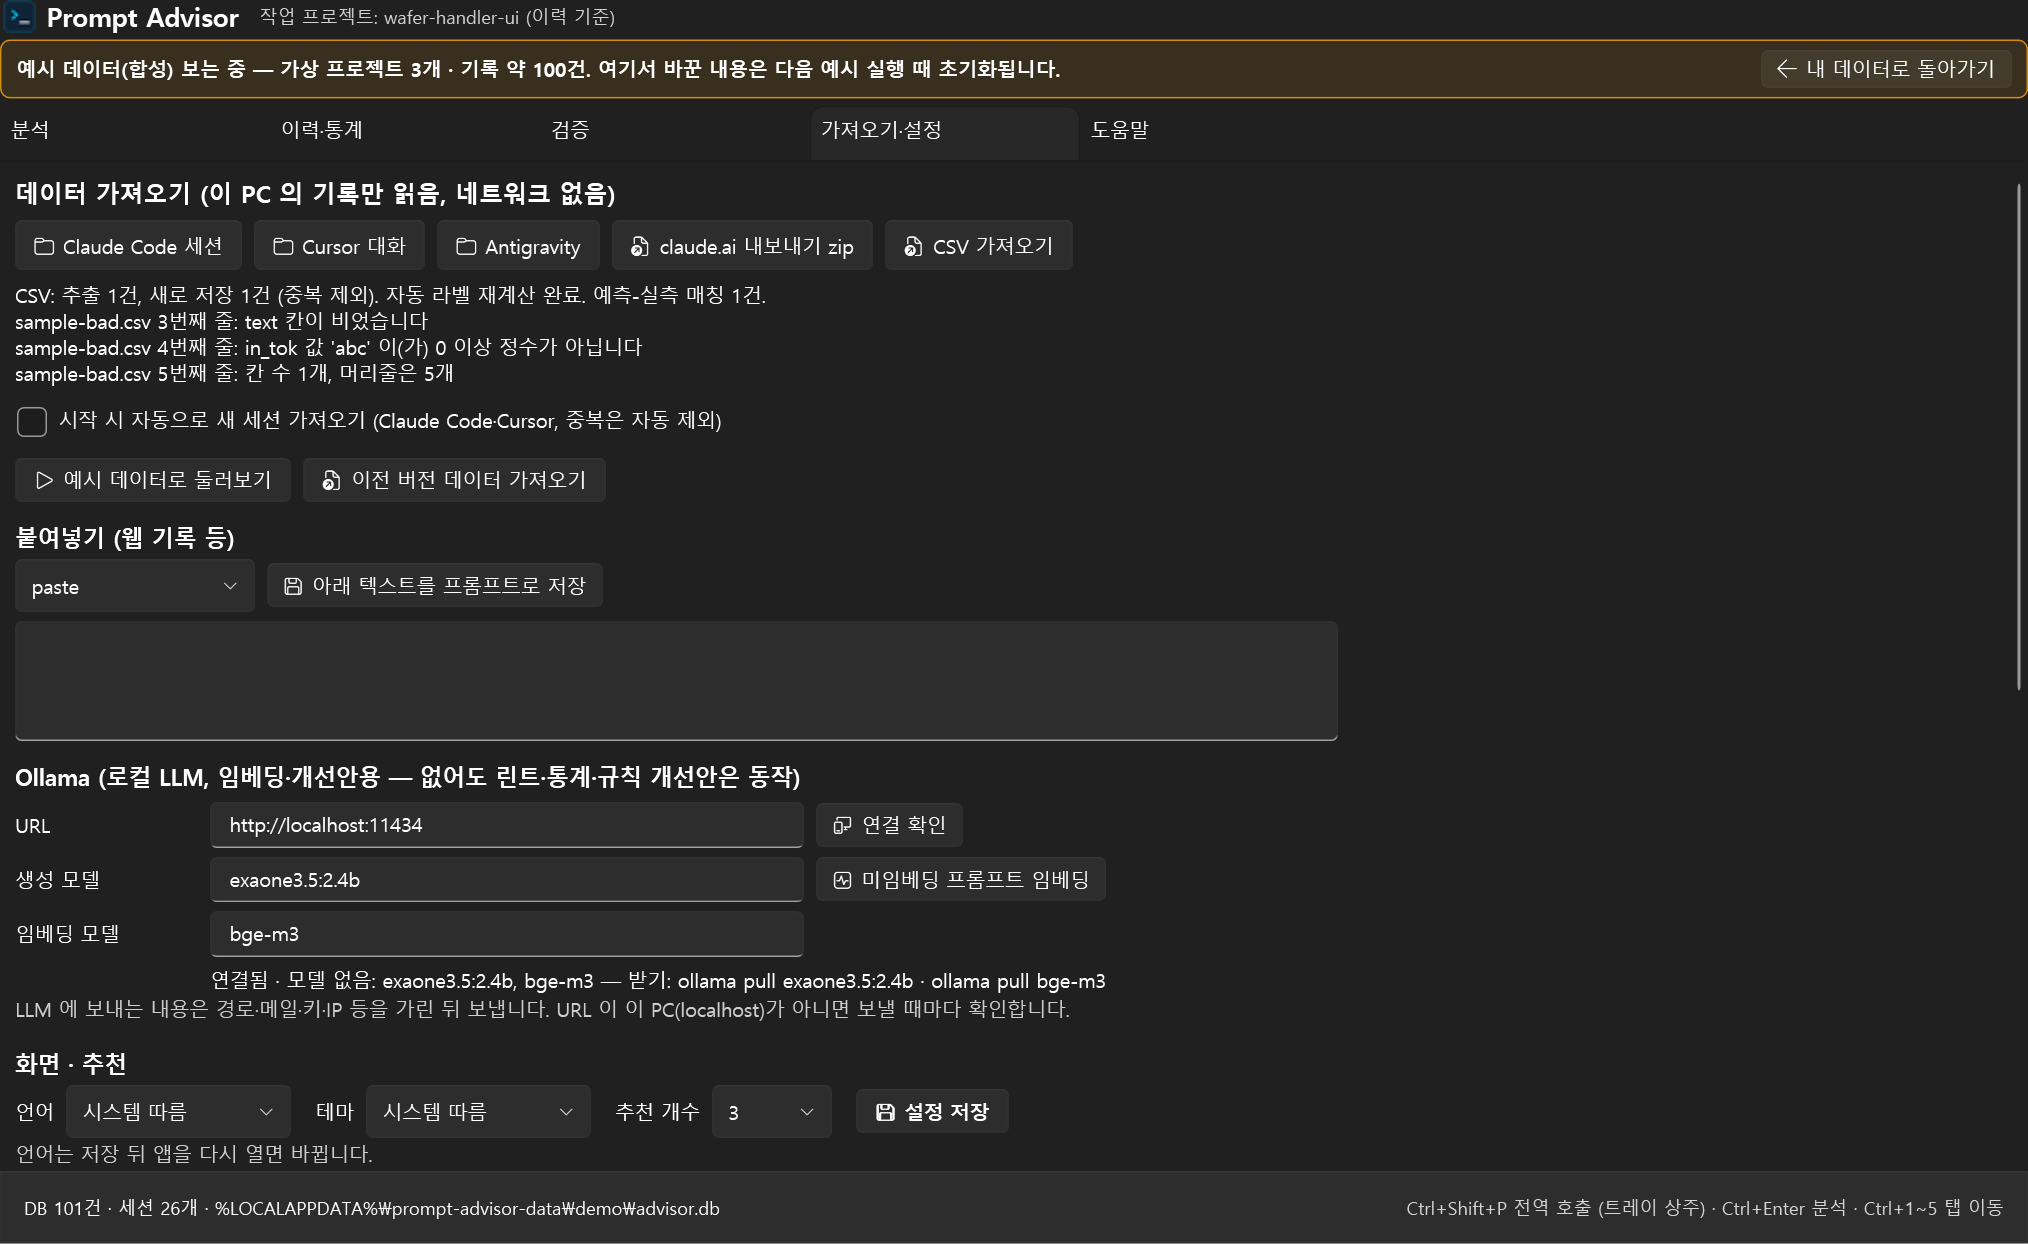 Prompt Advisor 작업 프로젝트: wafer-handler-ui (이력 기준)
예시 데이터(합성) 보는 중 — 가상 프로젝트 3개 · 기록 약 100건. 여기서 바꾼 내용은 다음 예시 실행 때 초기화됩니다. ← 내 데이터로 돌아가기
분석 이력·통계 검증 가져오기·설정 도움말
데이터 가져오기 (이 PC 의 기록만 읽음, 네트워크 없음)
Claude Code 세션 Cursor 대화 Antigravity claude.ai 내보내기 zip CSV 가져오기
CSV: 추출 1건, 새로 저장 1건 (중복 제외). 자동 라벨 재계산 완료. 예측-실측 매칭 1건.
sample-bad.csv 3번째 줄: text 칸이 비었습니다
sample-bad.csv 4번째 줄: in_tok 값 'abc' 이(가) 0 이상 정수가 아닙니다
sample-bad.csv 5번째 줄: 칸 수 1개, 머리줄은 5개
시작 시 자동으로 새 세션 가져오기 (Claude Code·Cursor, 중복은 자동 제외)
예시 데이터로 둘러보기 이전 버전 데이터 가져오기
붙여넣기 (웹 기록 등)
paste 아래 텍스트를 프롬프트로 저장
Ollama (로컬 LLM, 임베딩·개선안용 — 없어도 린트·통계·규칙 개선안은 동작)
URL http://localhost:11434 연결 확인
생성 모델 exaone3.5:2.4b 미임베딩 프롬프트 임베딩
임베딩 모델 bge-m3
연결됨 · 모델 없음: exaone3.5:2.4b, bge-m3 — 받기: ollama pull exaone3.5:2.4b · ollama pull bge-m3
LLM 에 보내는 내용은 경로·메일·키·IP 등을 가린 뒤 보냅니다. URL 이 이 PC(localhost)가 아니면 보낼 때마다 확인합니다.
화면 · 추천
언어 시스템 따름 테마 시스템 따름 추천 개수 3 설정 저장
언어는 저장 뒤 앱을 다시 열면 바뀝니다.
DB 101건 · 세션 26개 · %LOCALAPPDATA%₩prompt-advisor-data₩demo₩advisor.db Ctrl+Shift+P 전역 호출 (트레이 상주) · Ctrl+Enter 분석 · Ctrl+1~5 탭 이동